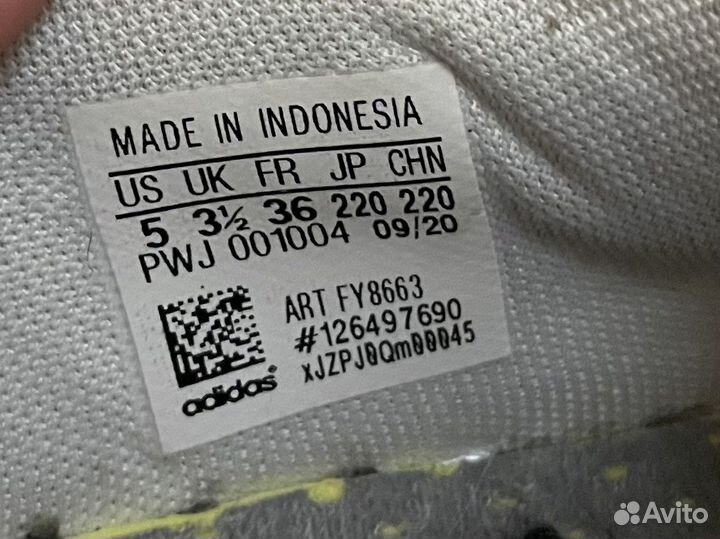 MADE IN INDONESIA
US UK FR JP CHN
5 3½ 36 220 220
PWJ 001004 09/20
ART FY8663
#126497690
xJZPJ0Qm00045
adidas
Avito